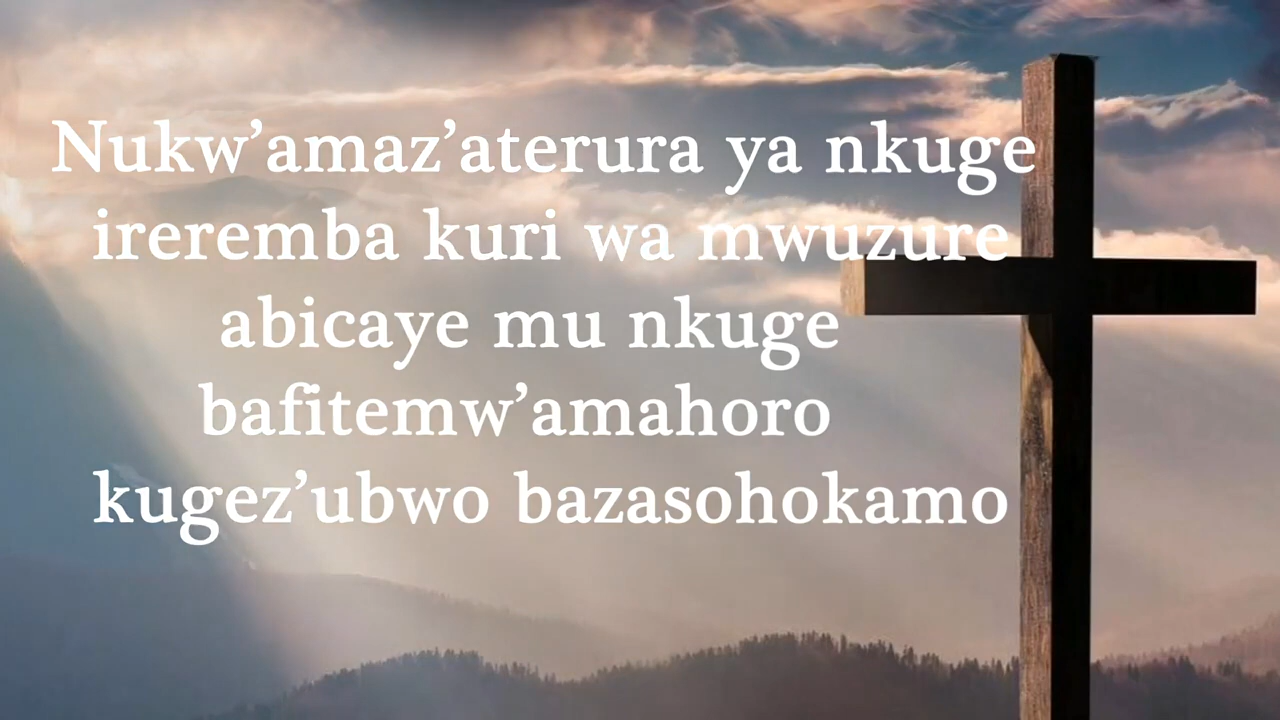 Nukw’amaz’aterura ya nkuge
ireremba kuri wa mwuzure
abicaye mu nkuge
bafitemw’amahoro
kugez’ubwo bazasohokamo